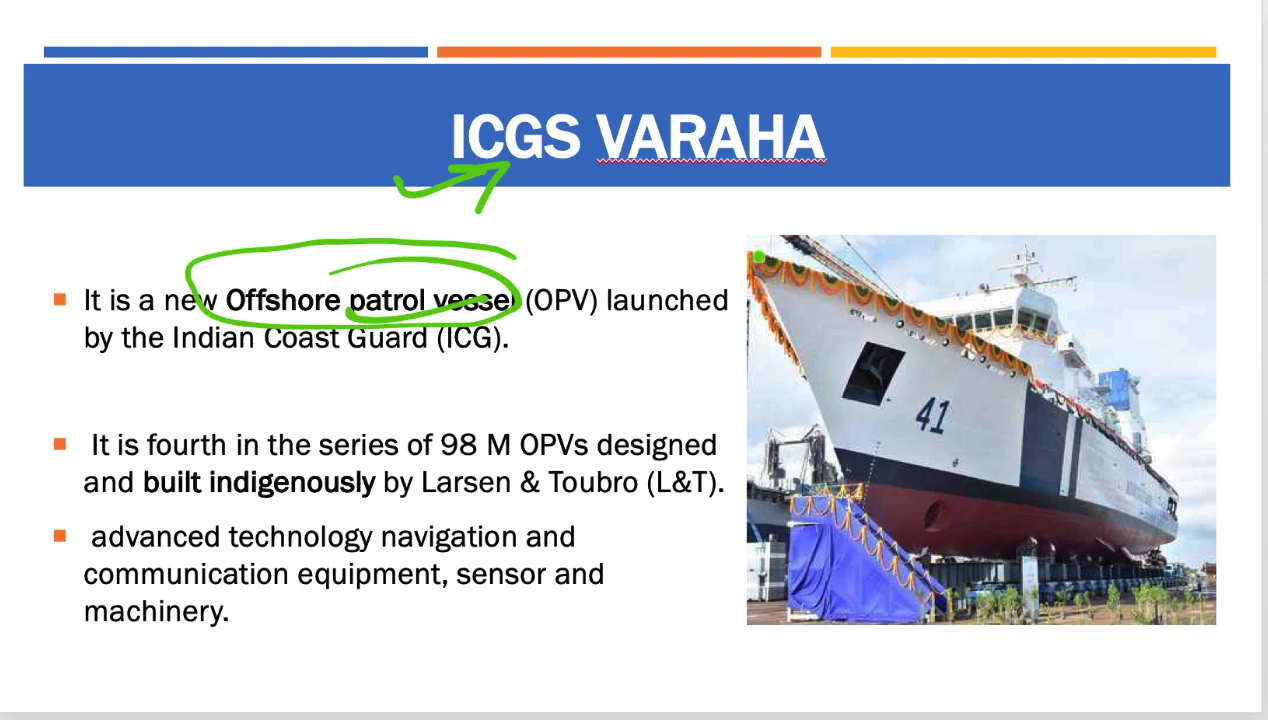 ICGS VARAHA
It is a new Offshore patrol vessel (OPV) launched
by the Indian Coast Guard (ICG).
It is fourth in the series of 98 M OPVs designed
and built indigenously by Larsen & Toubro (L&T).
advanced technology navigation and
communication equipment, sensor and
machinery.
41